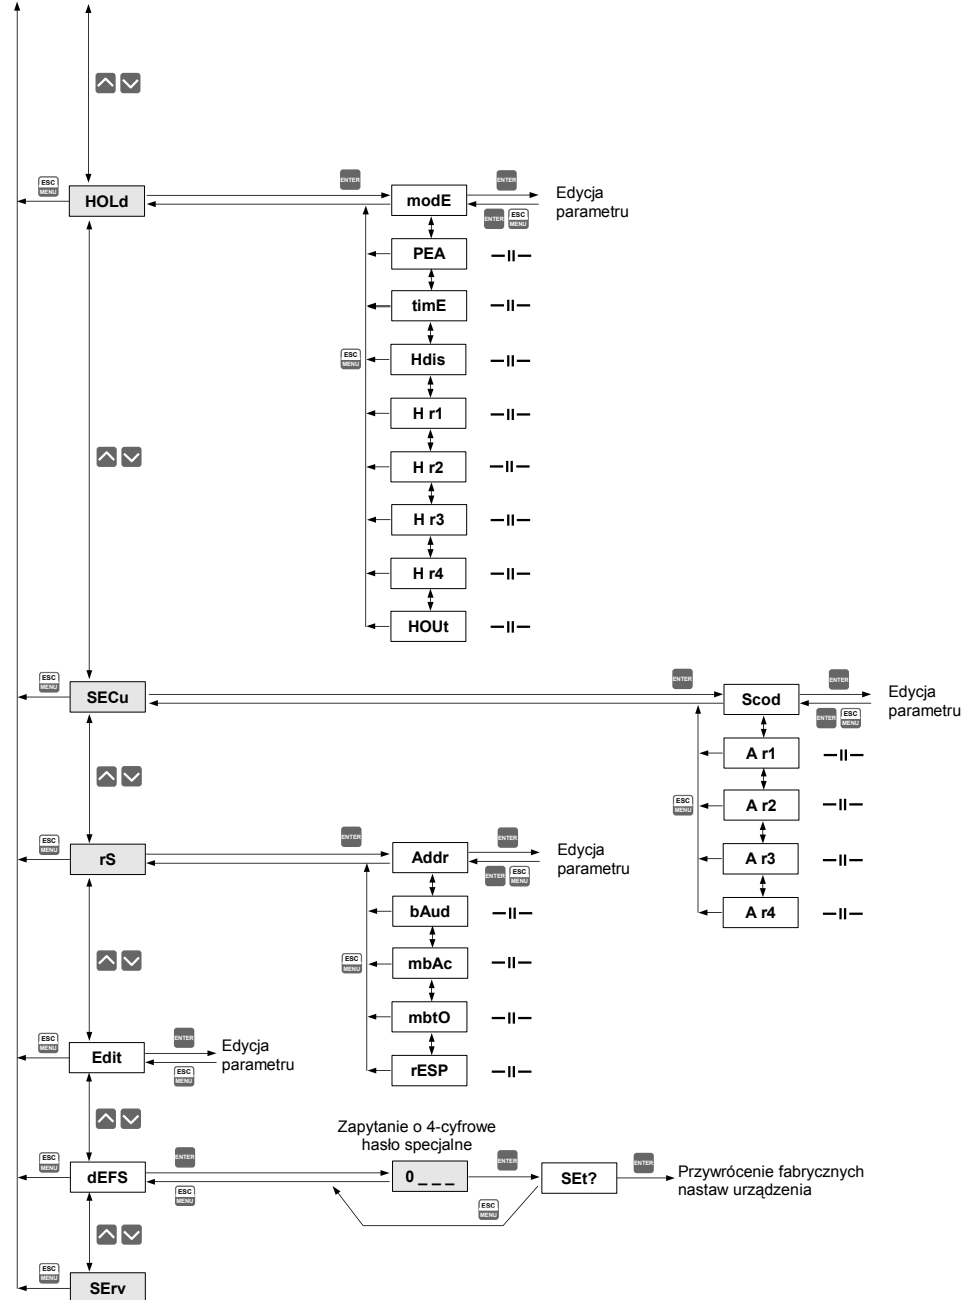 ESC
MENU
HOLd
ENTER
modE
ENTER
ENTER
ESC
MENU
Edycja
parametru
PEA
—II—
timE
—II—
ESC
MENU
Hdis
—II—
H r1
—II—
H r2
—II—
H r3
—II—
H r4
—II—
HOUt
—II—
ESC
MENU
SECu
ENTER
Scod
ENTER
ENTER
ESC
MENU
Edycja
parametru
A r1
—II—
ESC
MENU
A r2
—II—
A r3
—II—
A r4
—II—
ESC
MENU
rS
ENTER
Addr
ENTER
ENTER
ESC
MENU
Edycja
parametru
bAud
—II—
ESC
MENU
mbAc
—II—
mbtO
—II—
rESP
—II—
ESC
MENU
Edit
ENTER
ESC
MENU
Edycja
parametru
Zapytanie o 4-cyfrowe
hasło specjalne
ESC
MENU
dEFS
ENTER
ESC
MENU
0 _ _ _
ENTER
ESC
MENU
SEt?
ENTER
Przywrócenie fabrycznych
nastaw urządzenia
ESC
MENU
SErv